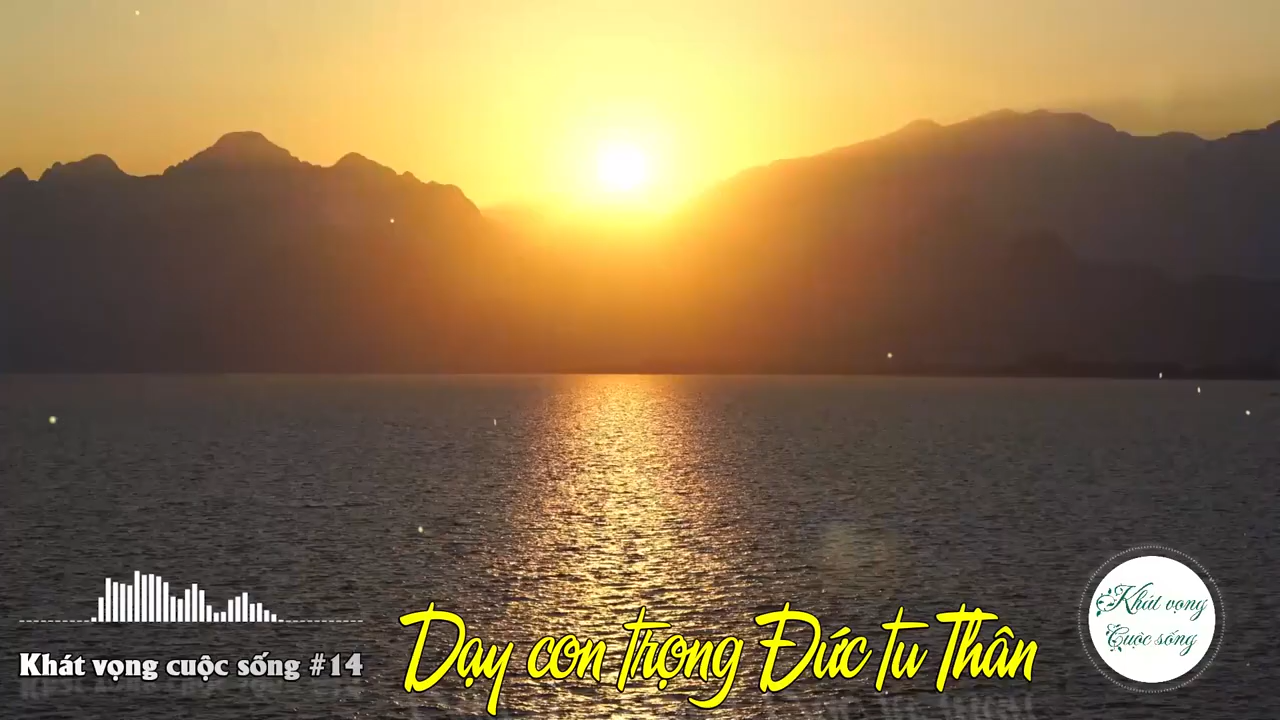 Khát vọng cuộc sống #14
Dạy con trọng Đức tu Thân
Khát vọng
Cuộc sống